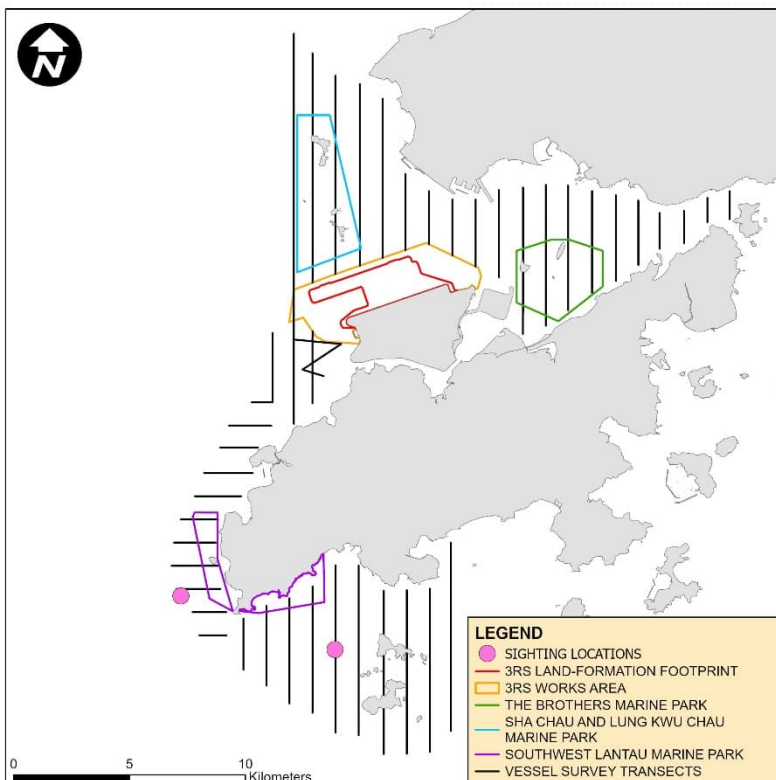 N
LEGEND
SIGHTING LOCATIONS
3RS LAND-FORMATION FOOTPRINT
3RS WORKS AREA
THE BROTHERS MARINE PARK
SHA CHAU AND LUNG KWU CHAU
MARINE PARK
SOUTHWEST LANTAU MARINE PARK
VESSEL SURVEY TRANSECTS
0 5 10
Kilometers